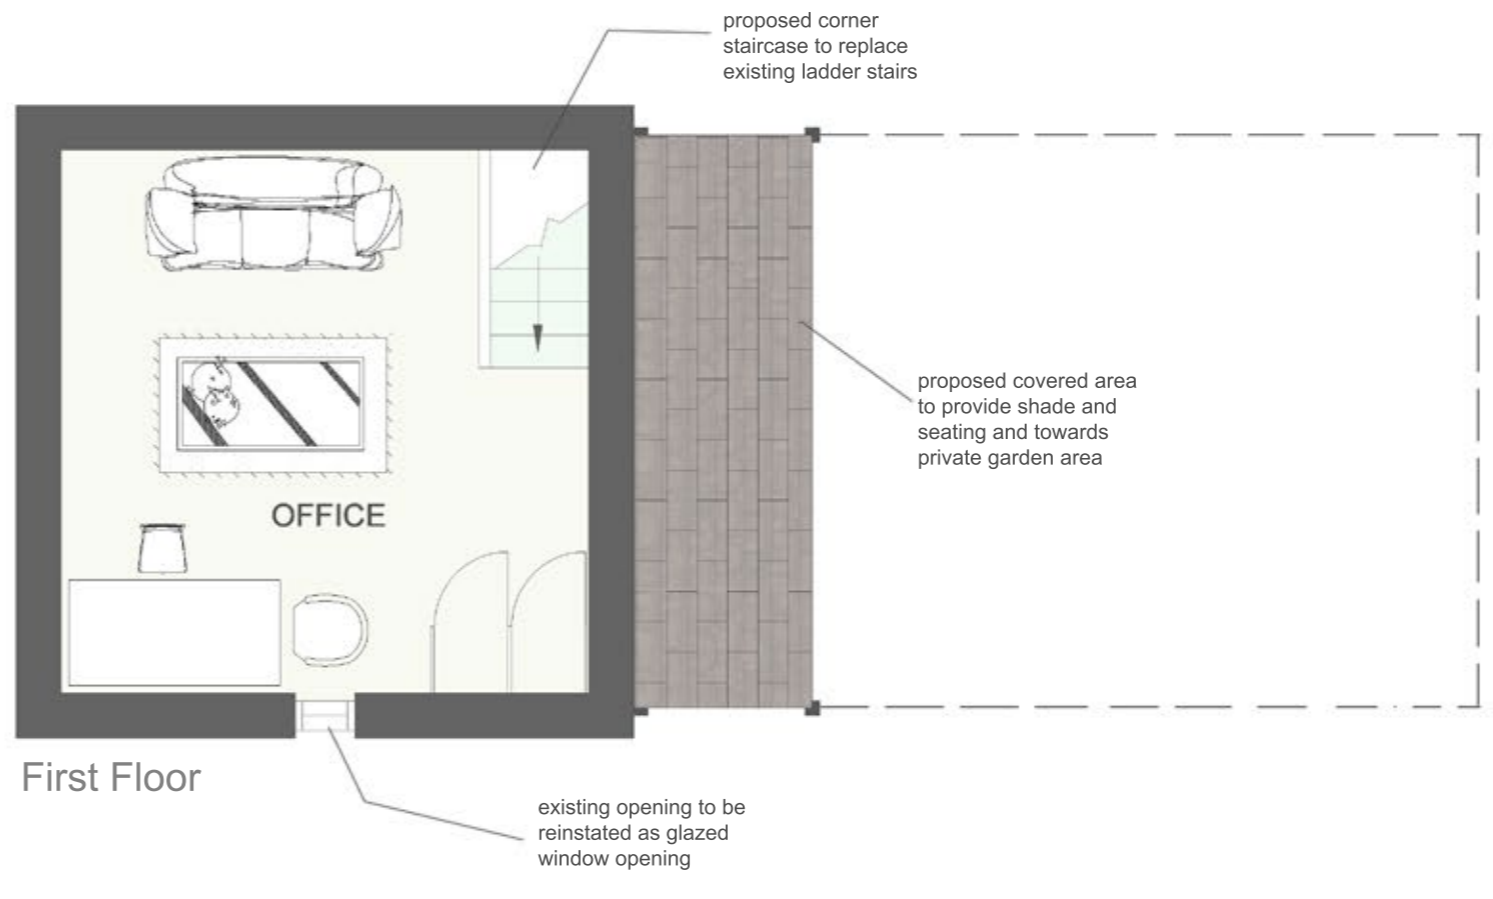 proposed corner
staircase to replace
existing ladder stairs
proposed covered area
to provide shade and
seating and towards
private garden area
OFFICE
First Floor
existing opening to be
reinstated as glazed
window opening